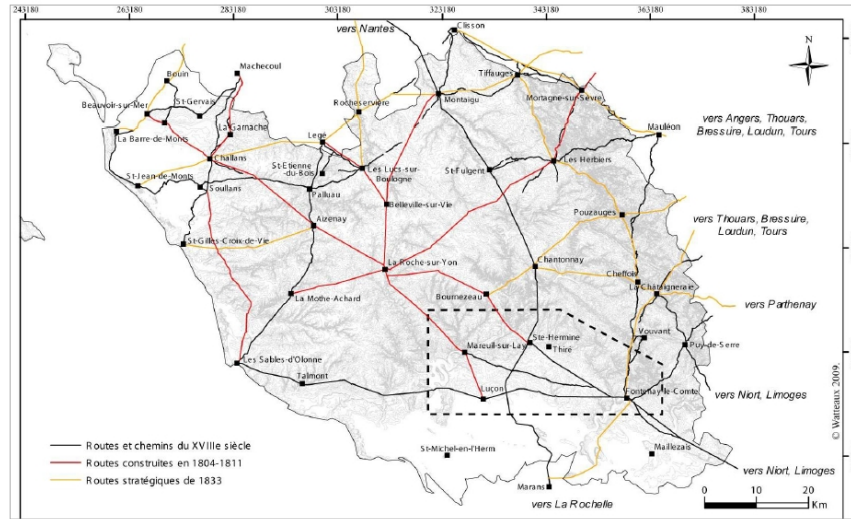 243180 263180 283180 303180 323180 343180 363180 383180
vers Nantes
Clisson
N
Machecoul
Bouin
Tiffauges
Beauvoir-sur-Mer
St-Gervais
Rocheservière
Montaigu
Mortagne-sur-Sèvre
vers Angers, Thouars,
Bressuire, Loudun, Tours
La Barre-de-Monts
La Garnache
Legé
Mauléon
Challans
St-Etienne
-du-Bois
Les Lucs-sur-
Boulogne
St-Fulgent
Les Herbiers
St-Jean-de-Monts
Soullans
Palluau
Belleville-sur-Vie
Pouzauges
vers Thouars, Bressuire,
Loudun, Tours
Aizenay
St-Gilles-Croix-de-Vie
La Roche-sur-Yon
Chantonnay
Cheffois
La Châtaigneraie
La Mothe-Achard
Bournezeau
vers Parthenay
Ste-Hermine
Vouvant
Thiré
Puy-de-Serre
Mareuil-sur-Lay
Les Sables-d'Olonne
Talmont
Luçon
Fontenay-le-Comte
vers Niort, Limoges
© Watteaux 2009.
Routes et chemins du XVIIIe siècle
Routes construites en 1804-1811
Routes stratégiques de 1833
St-Michel-en-l'Herm
Maillezais
vers Niort, Limoges
Marans
vers La Rochelle
0 10 20
Km